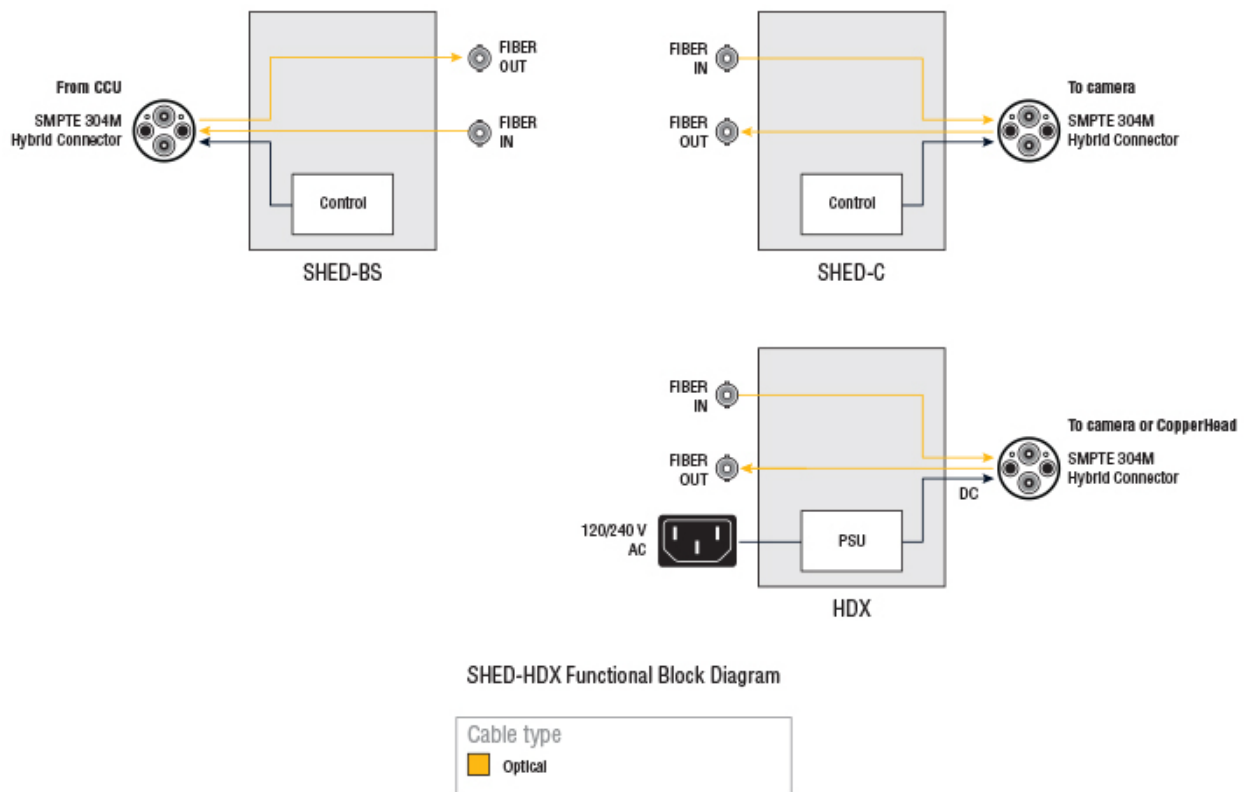 From CCU
SMPTE 304M
Hybrid Connector
FIBER
OUT
FIBER
IN
Control
SHED-BS
FIBER
IN
FIBER
OUT
Control
SHED-C
To camera
SMPTE 304M
Hybrid Connector
FIBER
IN
FIBER
OUT
120/240 V
AC
PSU
DC
HDX
To camera or CopperHead
SMPTE 304M
Hybrid Connector
SHED-HDX Functional Block Diagram
Cable type
Optical